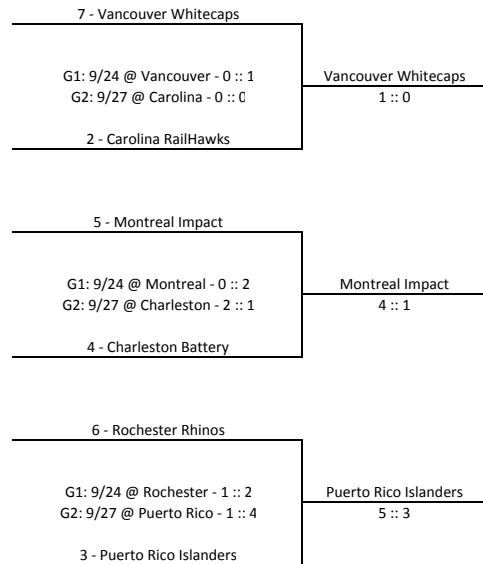 7 - Vancouver Whitecaps
G1: 9/24 @ Vancouver - 0 :: 1
G2: 9/27 @ Carolina - 0 :: 0
Vancouver Whitecaps
1 :: 0
2 - Carolina RailHawks
5 - Montreal Impact
G1: 9/24 @ Montreal - 0 :: 2
G2: 9/27 @ Charleston - 2 :: 1
Montreal Impact
4 :: 1
4 - Charleston Battery
6 - Rochester Rhinos
G1: 9/24 @ Rochester - 1 :: 2
G2: 9/27 @ Puerto Rico - 1 :: 4
Puerto Rico Islanders
5 :: 3
3 - Puerto Rico Islanders